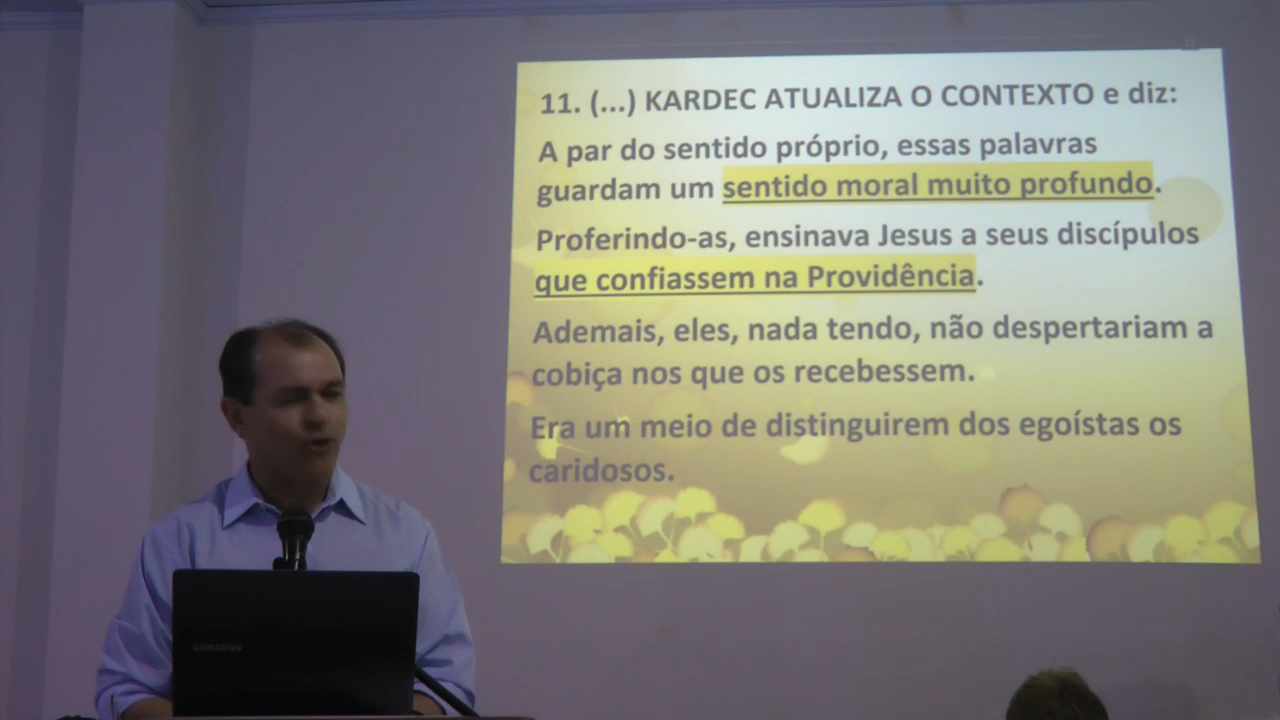 11. (...) KARDEC ATUALIZA O CONTEXTO e diz:
A par do sentido próprio, essas palavras
guardam um sentido moral muito profundo.
Proferindo-as, ensinava Jesus a seus discípulos
que confiassem na Providência.
Ademais, eles, nada tendo, não despertariam a
cobiça nos que os recebessem.
Era um meio de distinguirem dos egoístas os
caridosos.
SAMSUNG